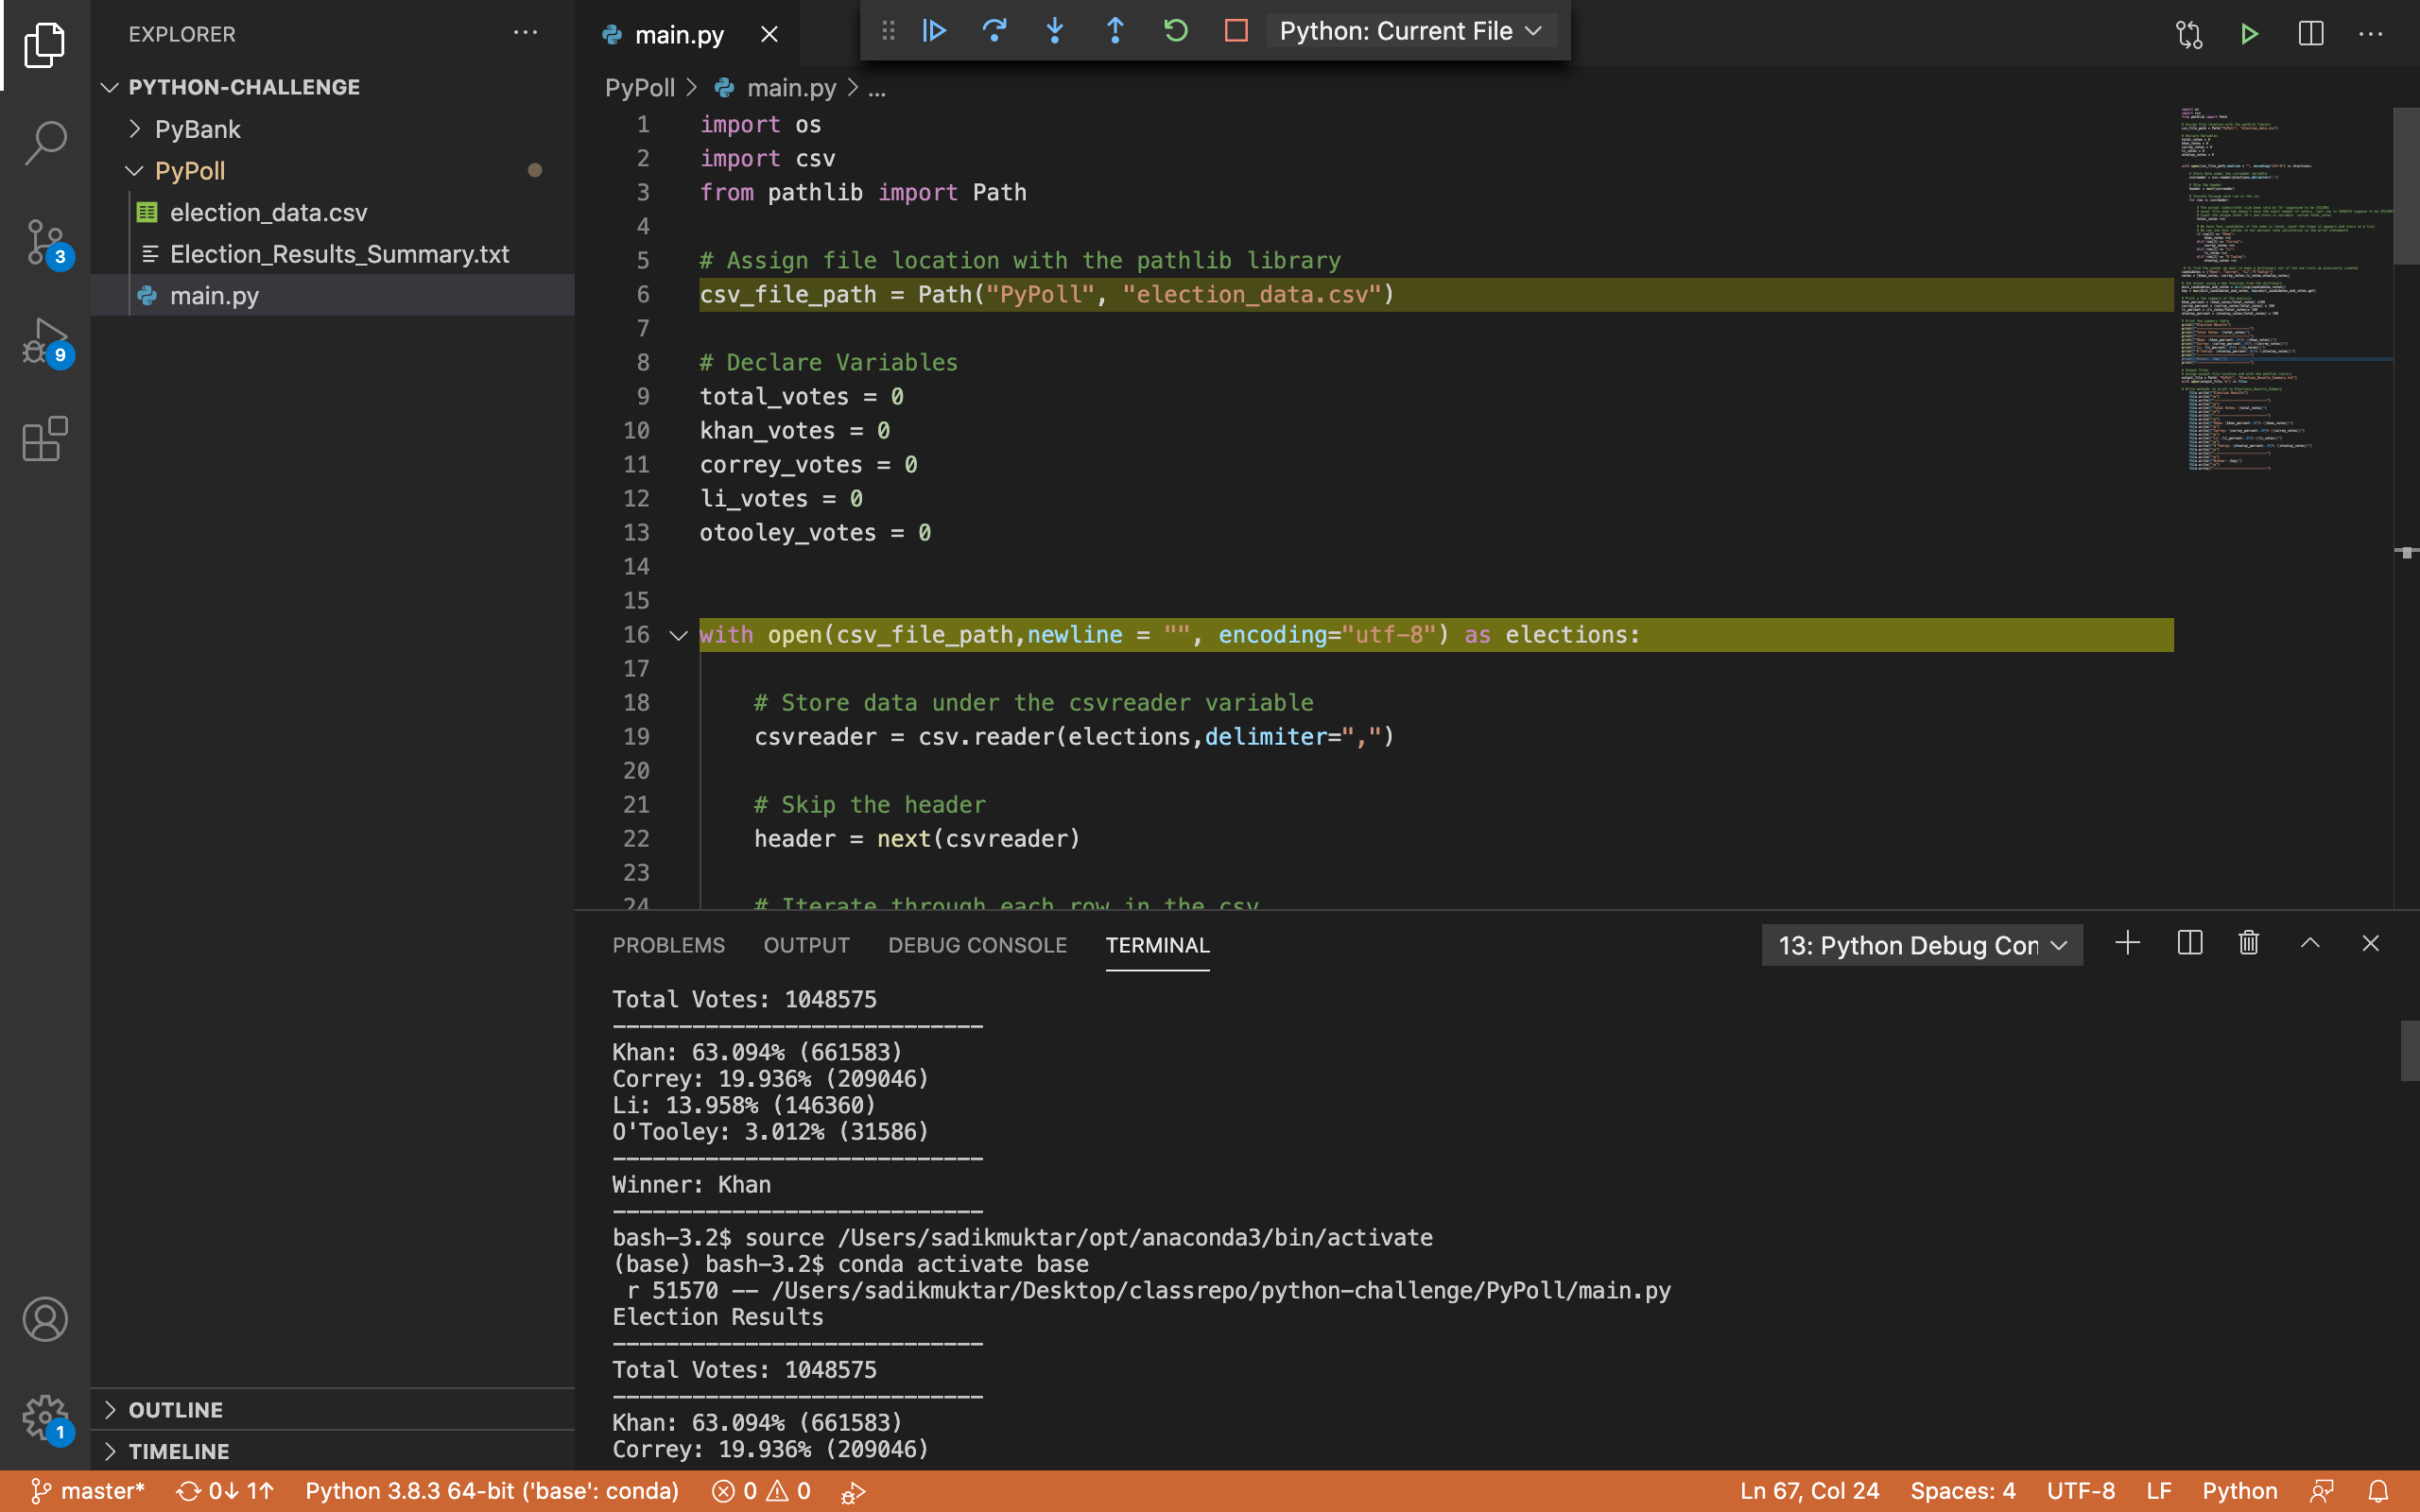 EXPLORER
PYTHON-CHALLENGE
PyBank
PyPoll
election_data.csv
Election_Results_Summary.txt
main.py
3
9
1
OUTLINE
TIMELINE
main.py
Python: Current File
PyPoll > main.py > ...
1 import os
2 import csv
3 from pathlib import Path
4
5 # Assign file location with the pathlib library
6 csv_file_path = Path("PyPoll", "election_data.csv")
7
8 # Declare Variables
9 total_votes = 0
10 khan_votes = 0
11 correy_votes = 0
12 li_votes = 0
13 otooley_votes = 0
14
15
16 with open(csv_file_path,newline = "", encoding="utf-8") as elections:
17
18 # Store data under the csvreader variable
19 csvreader = csv.reader(elections,delimiter=",")
20
21 # Skip the header
22 header = next(csvreader)
23
24 # Iterate through each row in the csv
PROBLEMS OUTPUT DEBUG CONSOLE TERMINAL
13: Python Debug Con
Total Votes: 1048575
----------------------------
Khan: 63.094% (661583)
Correy: 19.936% (209046)
Li: 13.958% (146360)
O'Tooley: 3.012% (31586)
----------------------------
Winner: Khan
----------------------------
bash-3.2$ source /Users/sadikmuktar/opt/anaconda3/bin/activate
(base) bash-3.2$ conda activate base
r 51570 -- /Users/sadikmuktar/Desktop/classrepo/python-challenge/PyPoll/main.py
Election Results
----------------------------
Total Votes: 1048575
----------------------------
Khan: 63.094% (661583)
Correy: 19.936% (209046)
master* 0↓ 1↑ Python 3.8.3 64-bit ('base': conda) 0 0 Ln 67, Col 24 Spaces: 4 UTF-8 LF Python